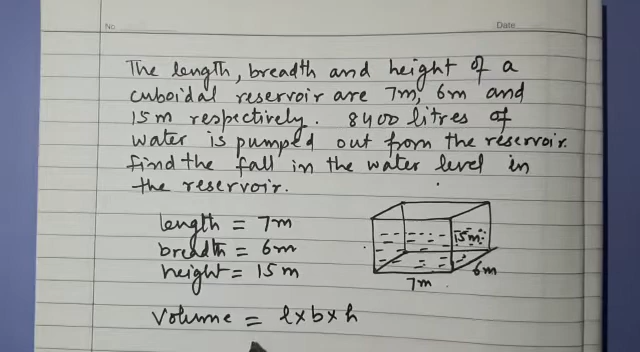 No.
Date
The length, breadth and height of a
cuboidal reservoir are 7m, 6m and
15m respectively. 8400 litres of
water is pumped out from the reservoir.
find the fall in the water level in
the reservoir.
length = 7m
breadth = 6m
height = 15m
15m
6m
7m
Volume = l×b×h